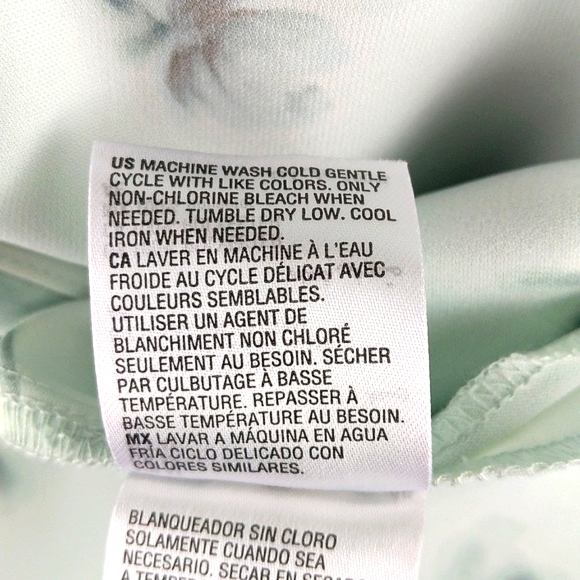 US MACHINE WASH COLD GENTLE
CYCLE WITH LIKE COLORS. ONLY
NON-CHLORINE BLEACH WHEN
NEEDED. TUMBLE DRY LOW. COOL
IRON WHEN NEEDED.
CA LAVER EN MACHINE À L'EAU
FROIDE AU CYCLE DÉLICAT AVEC
COULEURS SEMBLABLES.
UTILISER UN AGENT DE
BLANCHIMENT NON CHLORÉ
SEULEMENT AU BESOIN. SÉCHER
PAR CULBUTAGE À BASSE
TEMPÉRATURE. REPASSER À
BASSE TEMPÉRATURE AU BESOIN.
MX LAVAR A MÁQUINA EN AGUA
FRÍA CICLO DELICADO CON
COLORES SIMILARES.
BLANQUEADOR SIN CLORO
SOLAMENTE CUANDO SEA
NECESARIO. SECAR EN SECADO